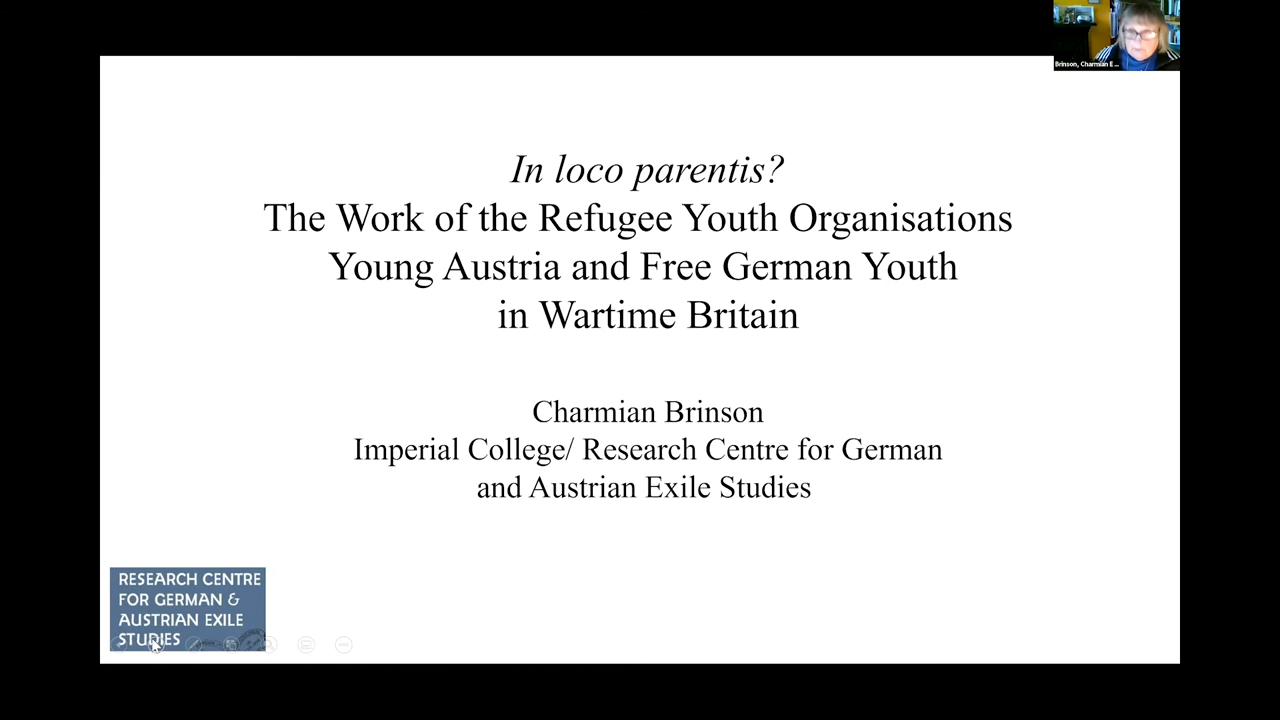 Brinson, Charmian E...
In loco parentis?
The Work of the Refugee Youth Organisations
Young Austria and Free German Youth
in Wartime Britain
Charmian Brinson
Imperial College/ Research Centre for German
and Austrian Exile Studies
RESEARCH CENTRE
FOR GERMAN &
AUSTRIAN EXILE
STUDIES